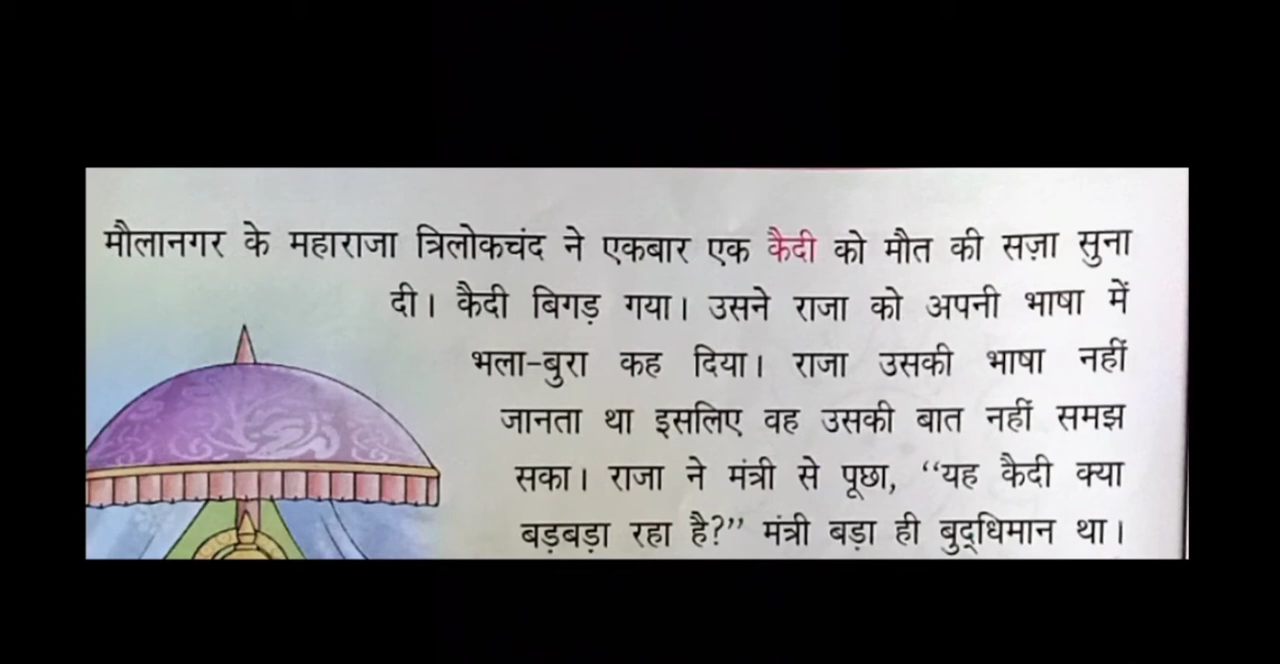 मौलानगर के महाराजा त्रिलोकचंद ने एकबार एक कैदी को मौत की सज़ा सुना
दी। कैदी बिगड़ गया। उसने राजा को अपनी भाषा में
भला-बुरा कह दिया। राजा उसकी भाषा नहीं
जानता था इसलिए वह उसकी बात नहीं समझ
सका। राजा ने मंत्री से पूछा, “यह कैदी क्या
बड़बड़ा रहा है?” मंत्री बड़ा ही बुद्‌धिमान था।